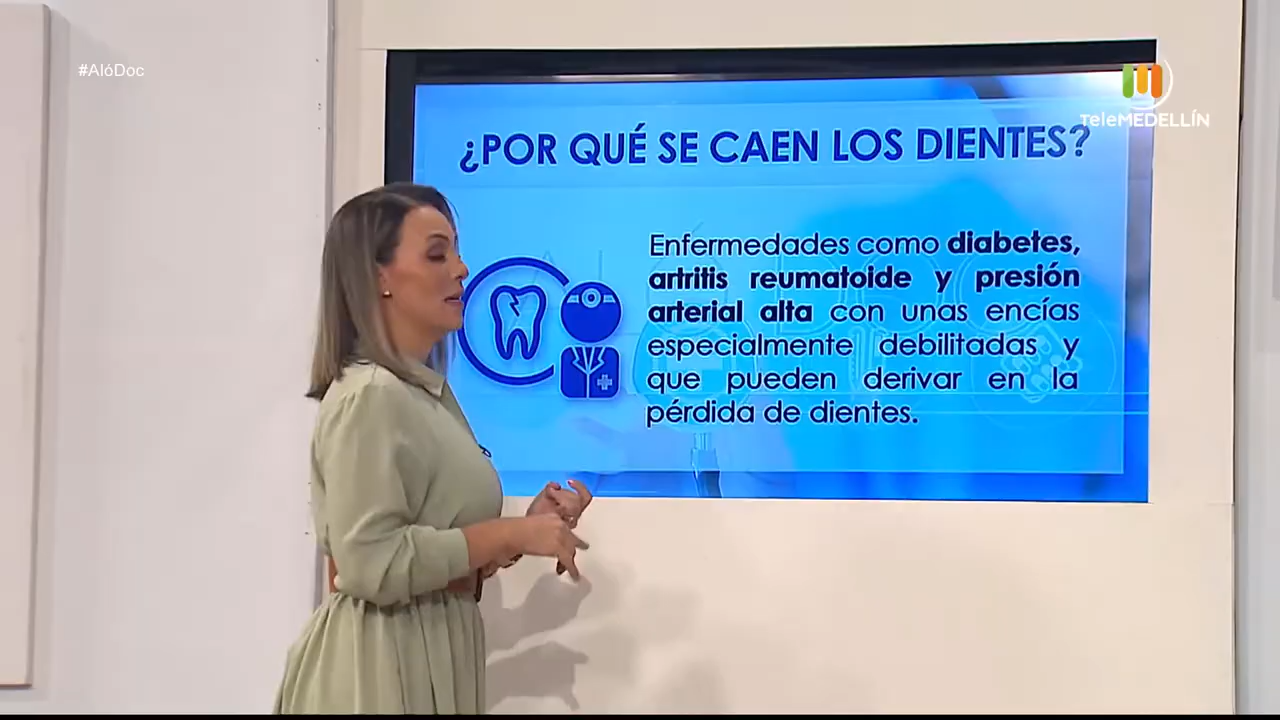 #AlóDoc
TeleMEDELLÍN
¿POR QUÉ SE CAEN LOS DIENTES?
Enfermedades como diabetes,
artritis reumatoide y presión
arterial alta con unas encías
especialmente debilitadas y
que pueden derivar en la
pérdida de dientes.